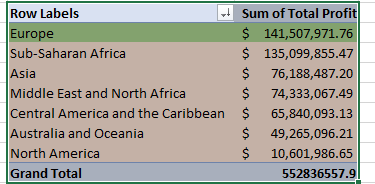 Row Labels Sum of Total Profit
Europe $ 141,507,971.76
Sub-Saharan Africa $ 135,099,855.47
Asia $ 76,188,487.20
Middle East and North Africa $ 74,333,067.49
Central America and the Caribbean $ 65,840,093.13
Australia and Oceania $ 49,265,096.21
North America $ 10,601,986.65
Grand Total 552836557.9